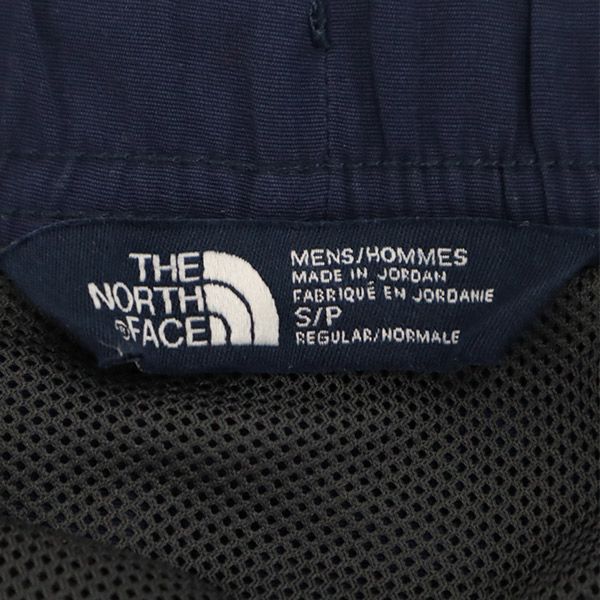 THE
NORTH
®FACE
MENS/HOMMES
MADE IN JORDAN
FABRIQUÉ EN JORDANIE
S/P
REGULAR/NORMALE